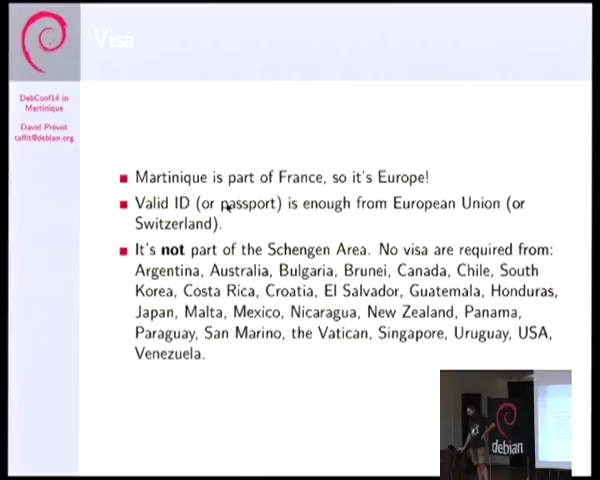 Visa
DebConf14 in
Martinique
David Prévot
taffit@debian.org
Martinique is part of France, so it's Europe!
Valid ID (or passport) is enough from European Union (or
Switzerland).
It's not part of the Schengen Area. No visa are required from:
Argentina, Australia, Bulgaria, Brunei, Canada, Chile, South
Korea, Costa Rica, Croatia, El Salvador, Guatemala, Honduras,
Japan, Malta, Mexico, Nicaragua, New Zealand, Panama,
Paraguay, San Marino, the Vatican, Singapore, Uruguay, USA,
Venezuela.
debian